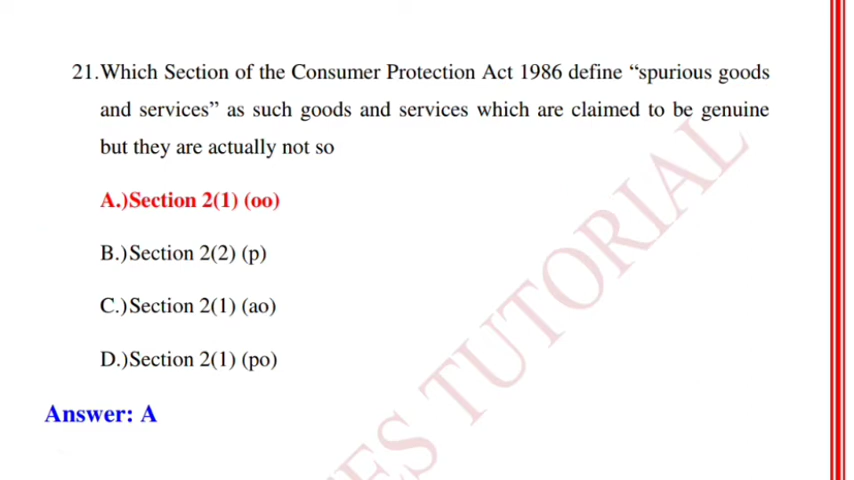 21.Which Section of the Consumer Protection Act 1986 define “spurious goods
and services” as such goods and services which are claimed to be genuine
but they are actually not so
A.)Section 2(1) (oo)
B.)Section 2(2) (p)
C.)Section 2(1) (ao)
D.)Section 2(1) (po)
Answer: A
TUTORIAL